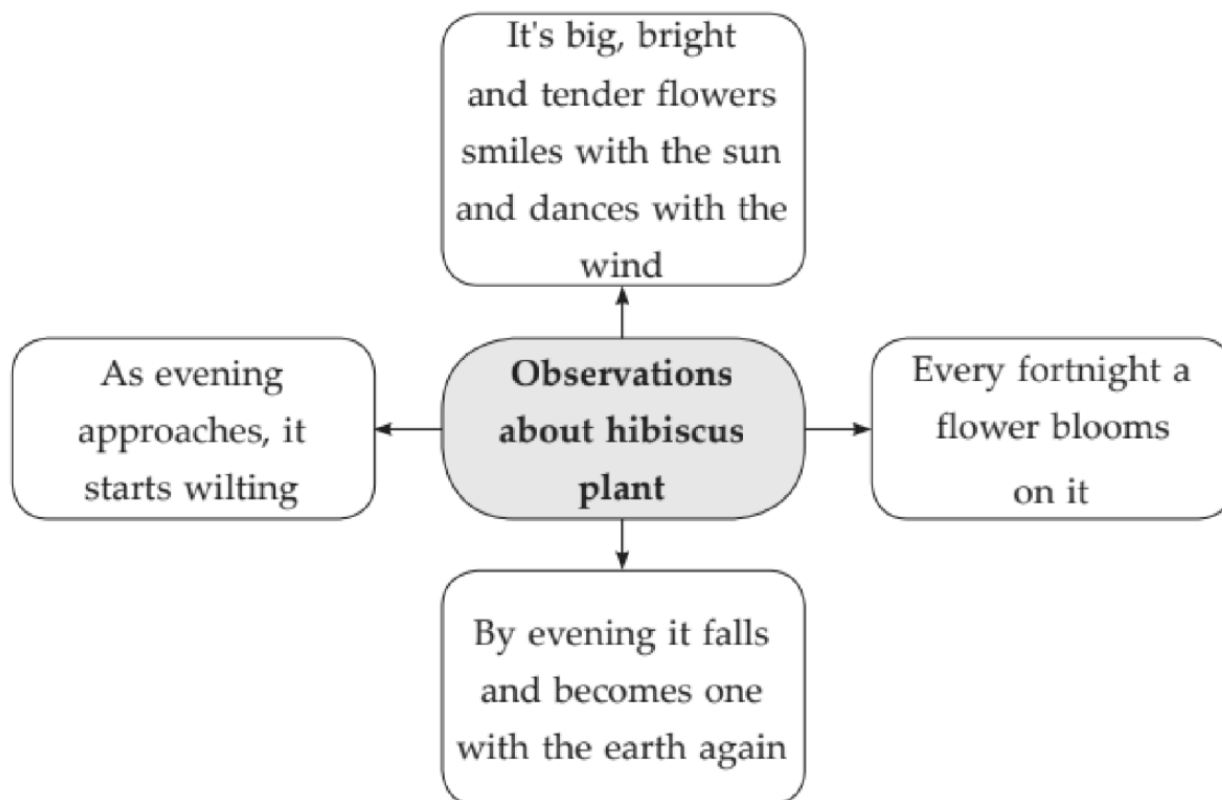 It's big, bright
and tender flowers
smiles with the sun
and dances with the
wind
As evening
approaches, it
starts wilting
Observations
about hibiscus
plant
Every fortnight a
flower blooms
on it
By evening it falls
and becomes one
with the earth again